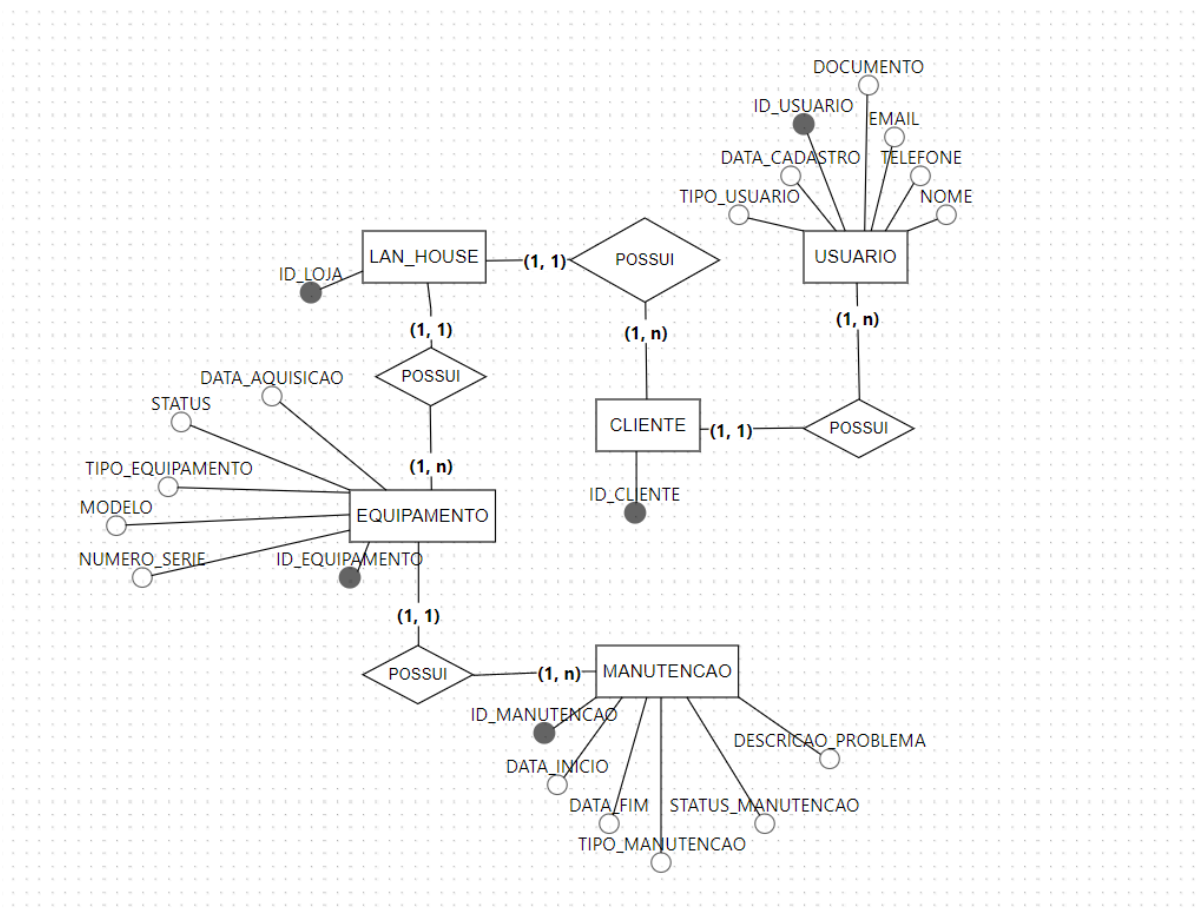 DOCUMENTO
ID_USUARIO
EMAIL
DATA_CADASTRO
TELEFONE
TIPO_USUARIO
NOME
LAN_HOUSE
(1, 1)
POSSUI
USUARIO
ID_LOJA
(1, 1)
(1, n)
(1, n)
DATA_AQUISICAO
POSSUI
STATUS
CLIENTE
(1, 1)
POSSUI
TIPO_EQUIPAMENTO
(1, n)
ID_CLIENTE
MODELO
EQUIPAMENTO
NUMERO_SERIE
ID_EQUIPAMENTO
(1, 1)
POSSUI
(1, n)
MANUTENCAO
ID_MANUTENCAO
DESCRICAO_PROBLEMA
DATA_INICIO
DATA_FIM
STATUS_MANUTENCAO
TIPO_MANUTENCAO